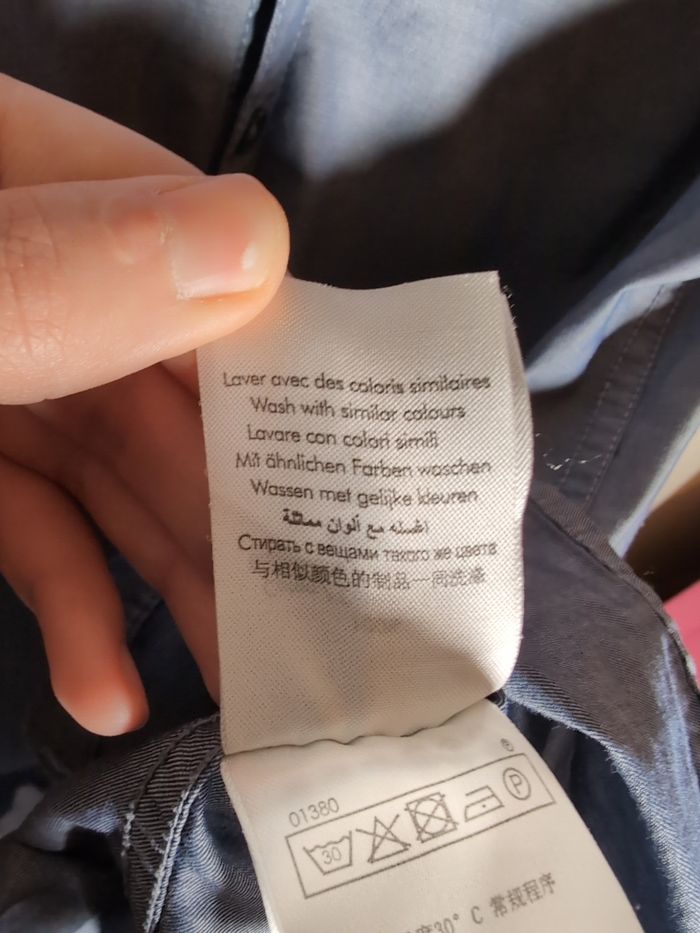 Laver avec des coloris similaires
Wash with similar colours
Lavare con colori simili
Mit ähnlichen Farben waschen
Wassen met gelijke kleuren
اغسله مع ألوان مماثلة
Стирать с вещами такого же цвета
与相似颜色的制品一同洗涤
®
01380
30 P
30° C 常规程序